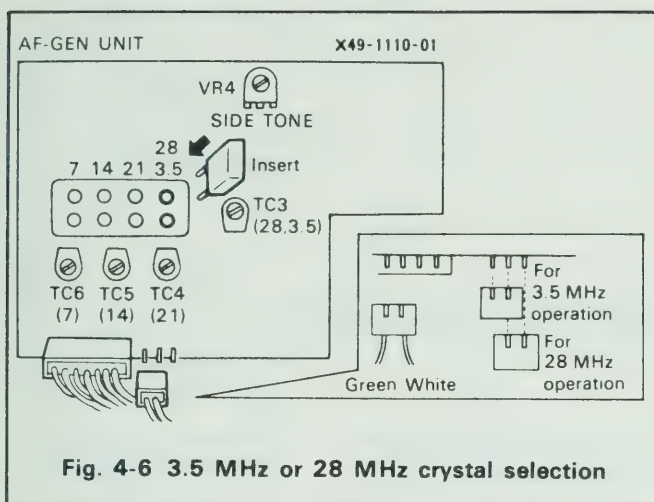 AF-GEN UNIT X49-1110-01
VR4
SIDE TONE
28
7 14 21 3.5
Insert
TC3
(28,3.5)
TC6 TC5 TC4
(7) (14) (21)
For
3.5 MHz
operation
For
28 MHz
operation
Green White
Fig. 4-6 3.5 MHz or 28 MHz crystal selection